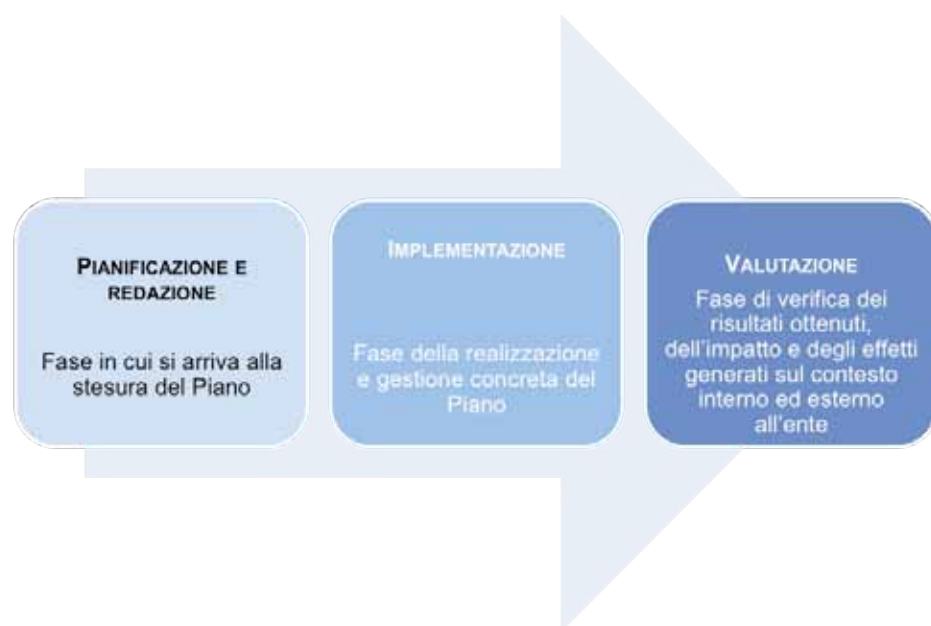 PIANIFICAZIONE E
REDAZIONE
Fase in cui si arriva alla
stesura del Piano
IMPLEMENTAZIONE
Fase della realizzazione
e gestione concreta del
Piano
VALUTAZIONE
Fase di verifica dei
risultati ottenuti,
dell'impatto e degli effetti
generati sul contesto
interno ed esterno
all'ente